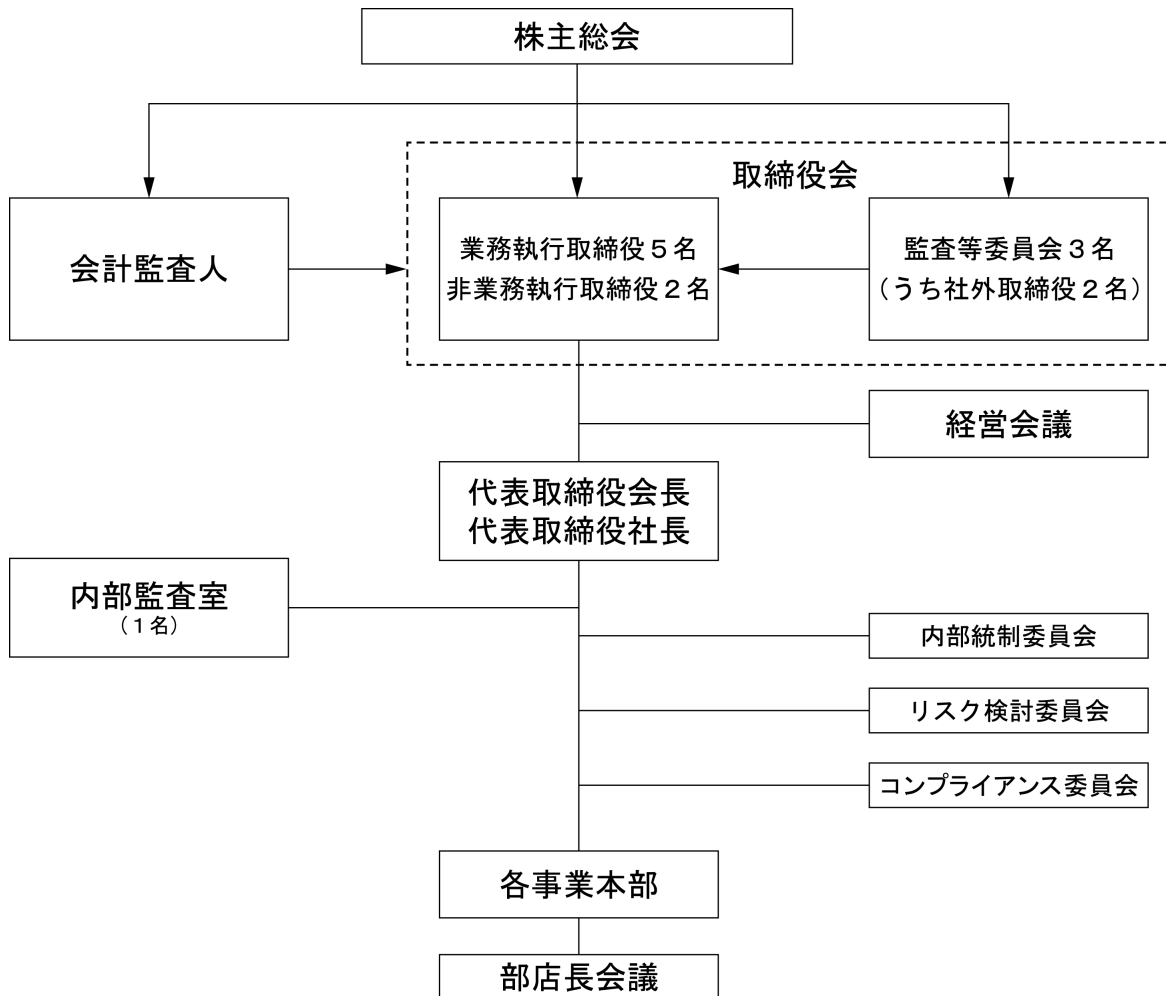 株主総会
取締役会
会計監査人
業務執行取締役５名
非業務執行取締役２名
監査等委員会３名
（うち社外取締役２名）
経営会議
代表取締役会長
代表取締役社長
内部監査室
（１名）
内部統制委員会
リスク検討委員会
コンプライアンス委員会
各事業本部
部店長会議